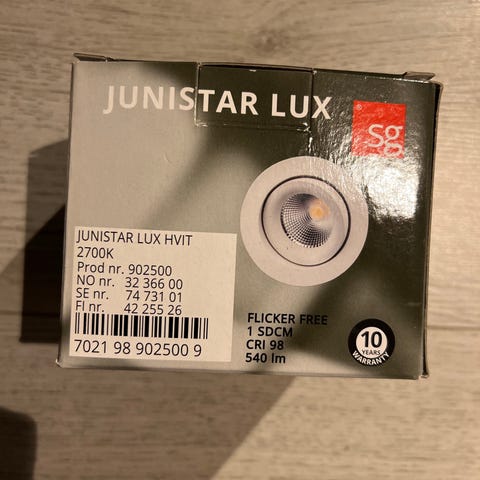 JUNISTAR LUX
® sg
JUNISTAR LUX HVIT
2700K
Prod nr. 902500
NO nr. 32 366 00
SE nr. 74 731 01
FI nr. 42 255 26
7021 98 902500 9
FLICKER FREE
1 SDCM
CRI 98
540 lm
10
YEARS
WARRANTY